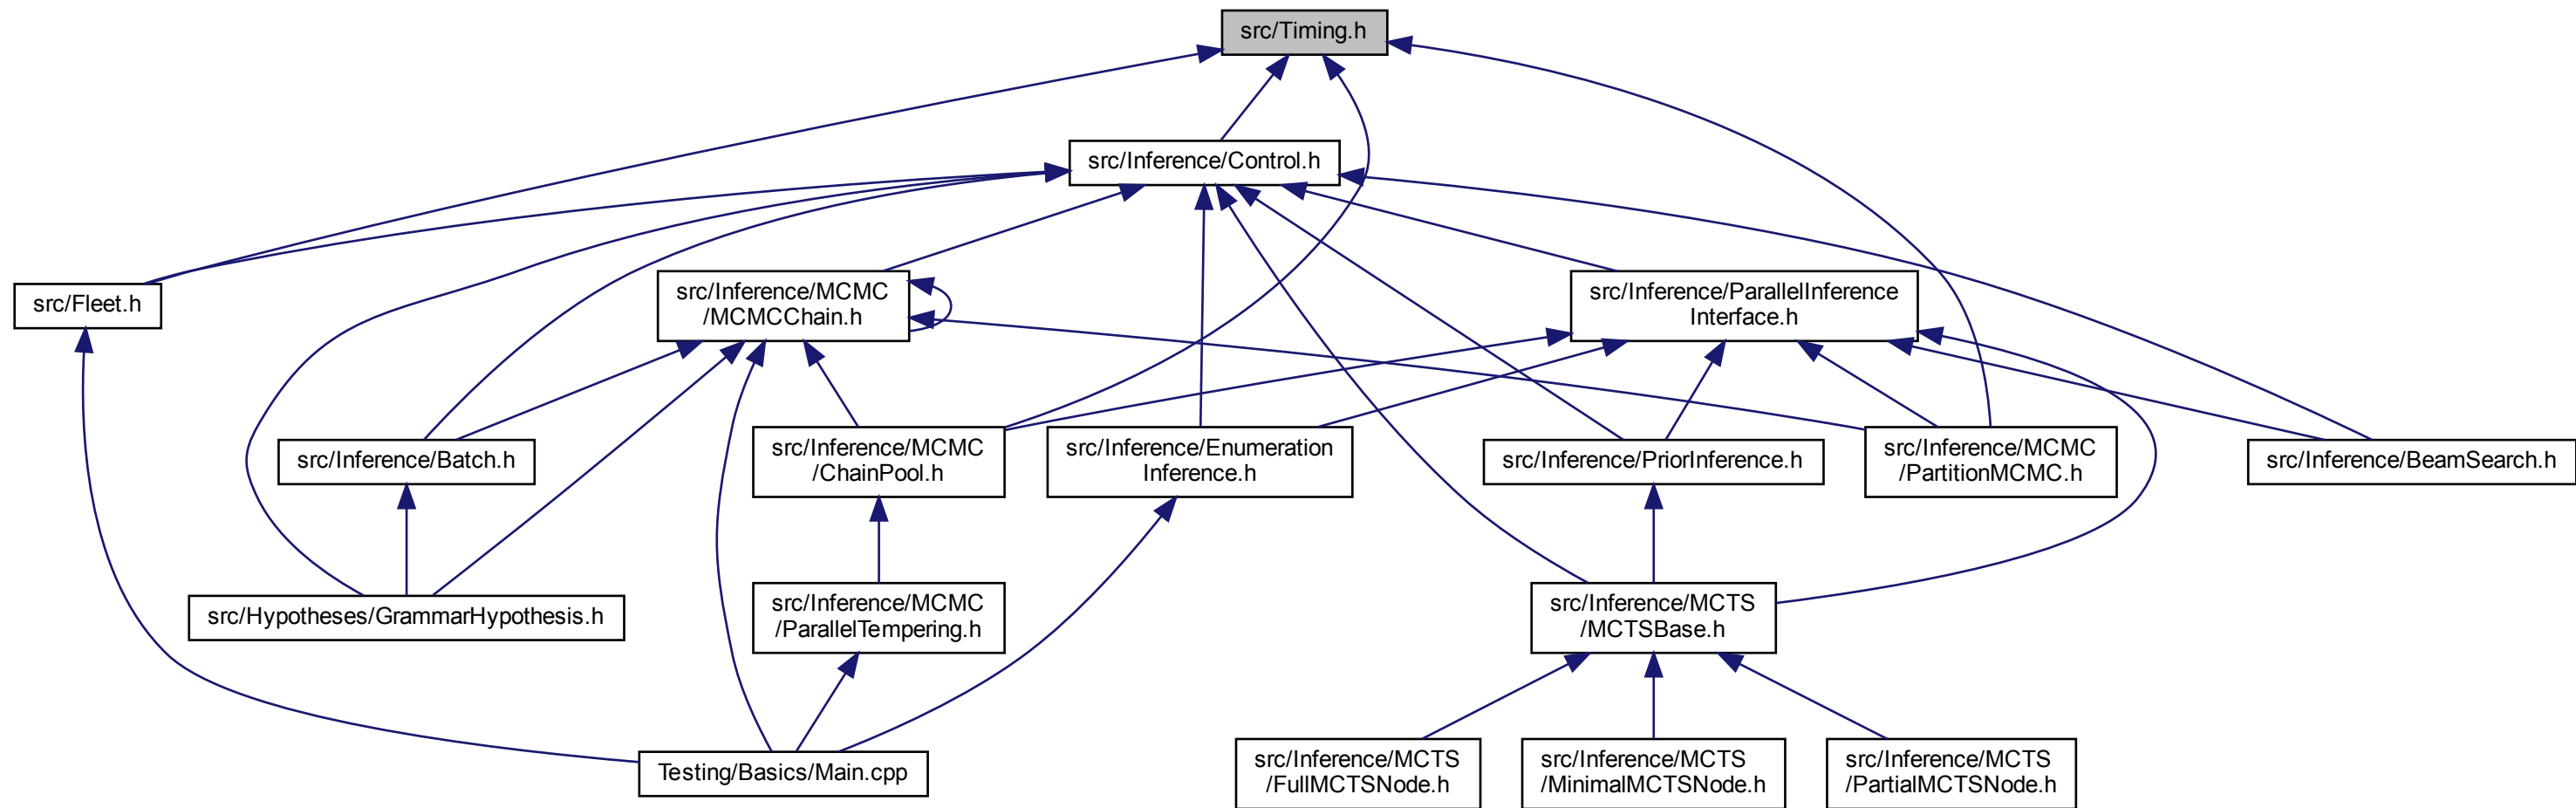 src/Timing.h
src/Inference/Control.h
src/Fleet.h
src/Inference/MCMC
/MCMCChain.h
src/Inference/ParallelInference
Interface.h
src/Inference/Batch.h
src/Inference/MCMC
/ChainPool.h
src/Inference/Enumeration
Inference.h
src/Inference/PriorInference.h
src/Inference/MCMC
/PartitionMCMC.h
src/Inference/BeamSearch.h
src/Hypotheses/GrammarHypothesis.h
src/Inference/MCMC
/ParallelTempering.h
src/Inference/MCTS
/MCTSBase.h
Testing/Basics/Main.cpp
src/Inference/MCTS
/FullMCTSNode.h
src/Inference/MCTS
/MinimalMCTSNode.h
src/Inference/MCTS
/PartialMCTSNode.h